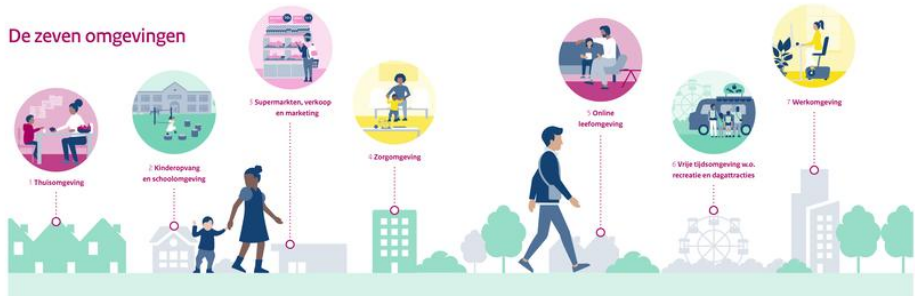 De zeven omgevingen
1 Thuisomgeving
2 Kinderopvang
en schoolomgeving
3 Supermarkten, verkoop
en marketing
4 Zorgomgeving
5 Online
leefomgeving
6 Vrije tijdsomgeving w.o.
recreatie en dagattracties
7 Werkomgeving